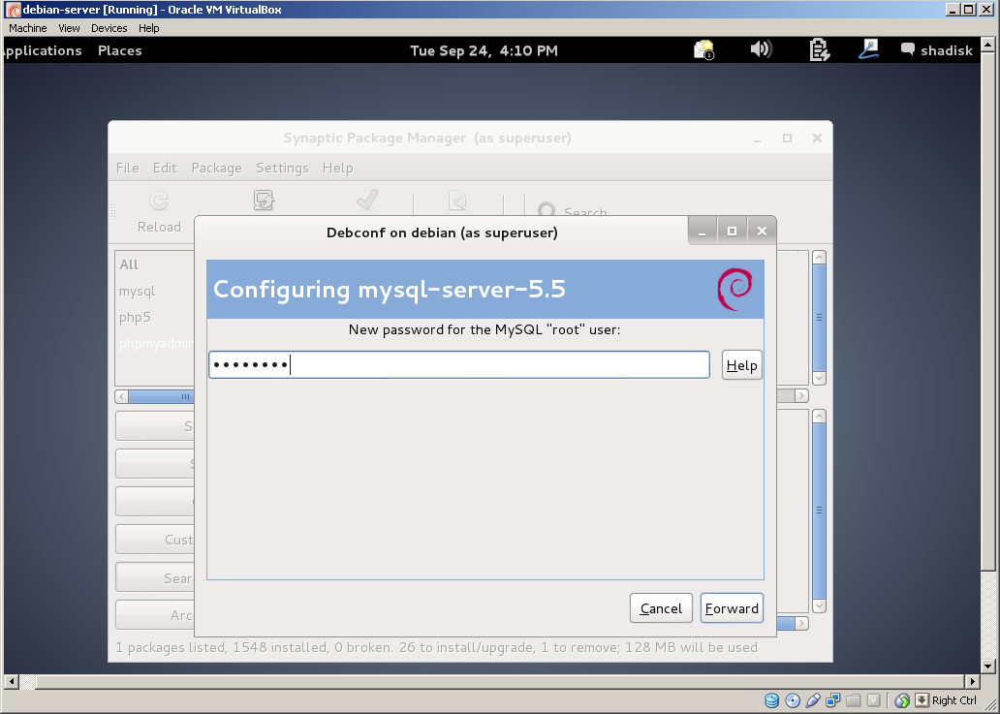 debian-server [Running] - Oracle VM VirtualBox
Machine View Devices Help
pplications Places Tue Sep 24, 4:10 PM 1 shadisk
Synaptic Package Manager (as superuser)
File Edit Package Settings Help
Search
Reload
Debconf on debian (as superuser)
All
mysql
php5
phpmyadmin
Configuring mysql-server-5.5
New password for the MySQL "root" user:
••••••••
Help
S
S
Cust
Sear
Arc
Cancel Forward
1 packages listed, 1548 installed, 0 broken. 26 to install/upgrade, 1 to remove; 128 MB will be used
Right Ctrl